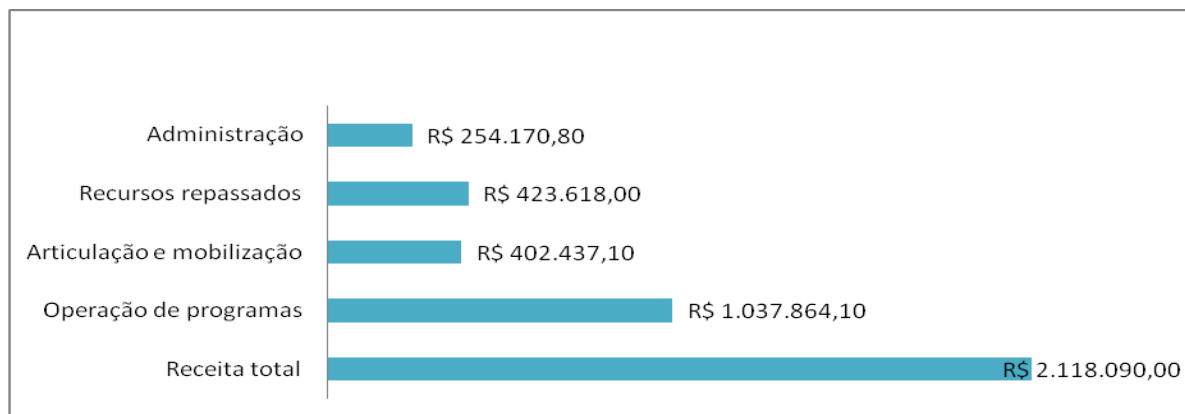 Administração R$ 254.170,80
Recursos repassados R$ 423.618,00
Articulação e mobilização R$ 402.437,10
Operação de programas R$ 1.037.864,10
Receita total R$ 2.118.090,00